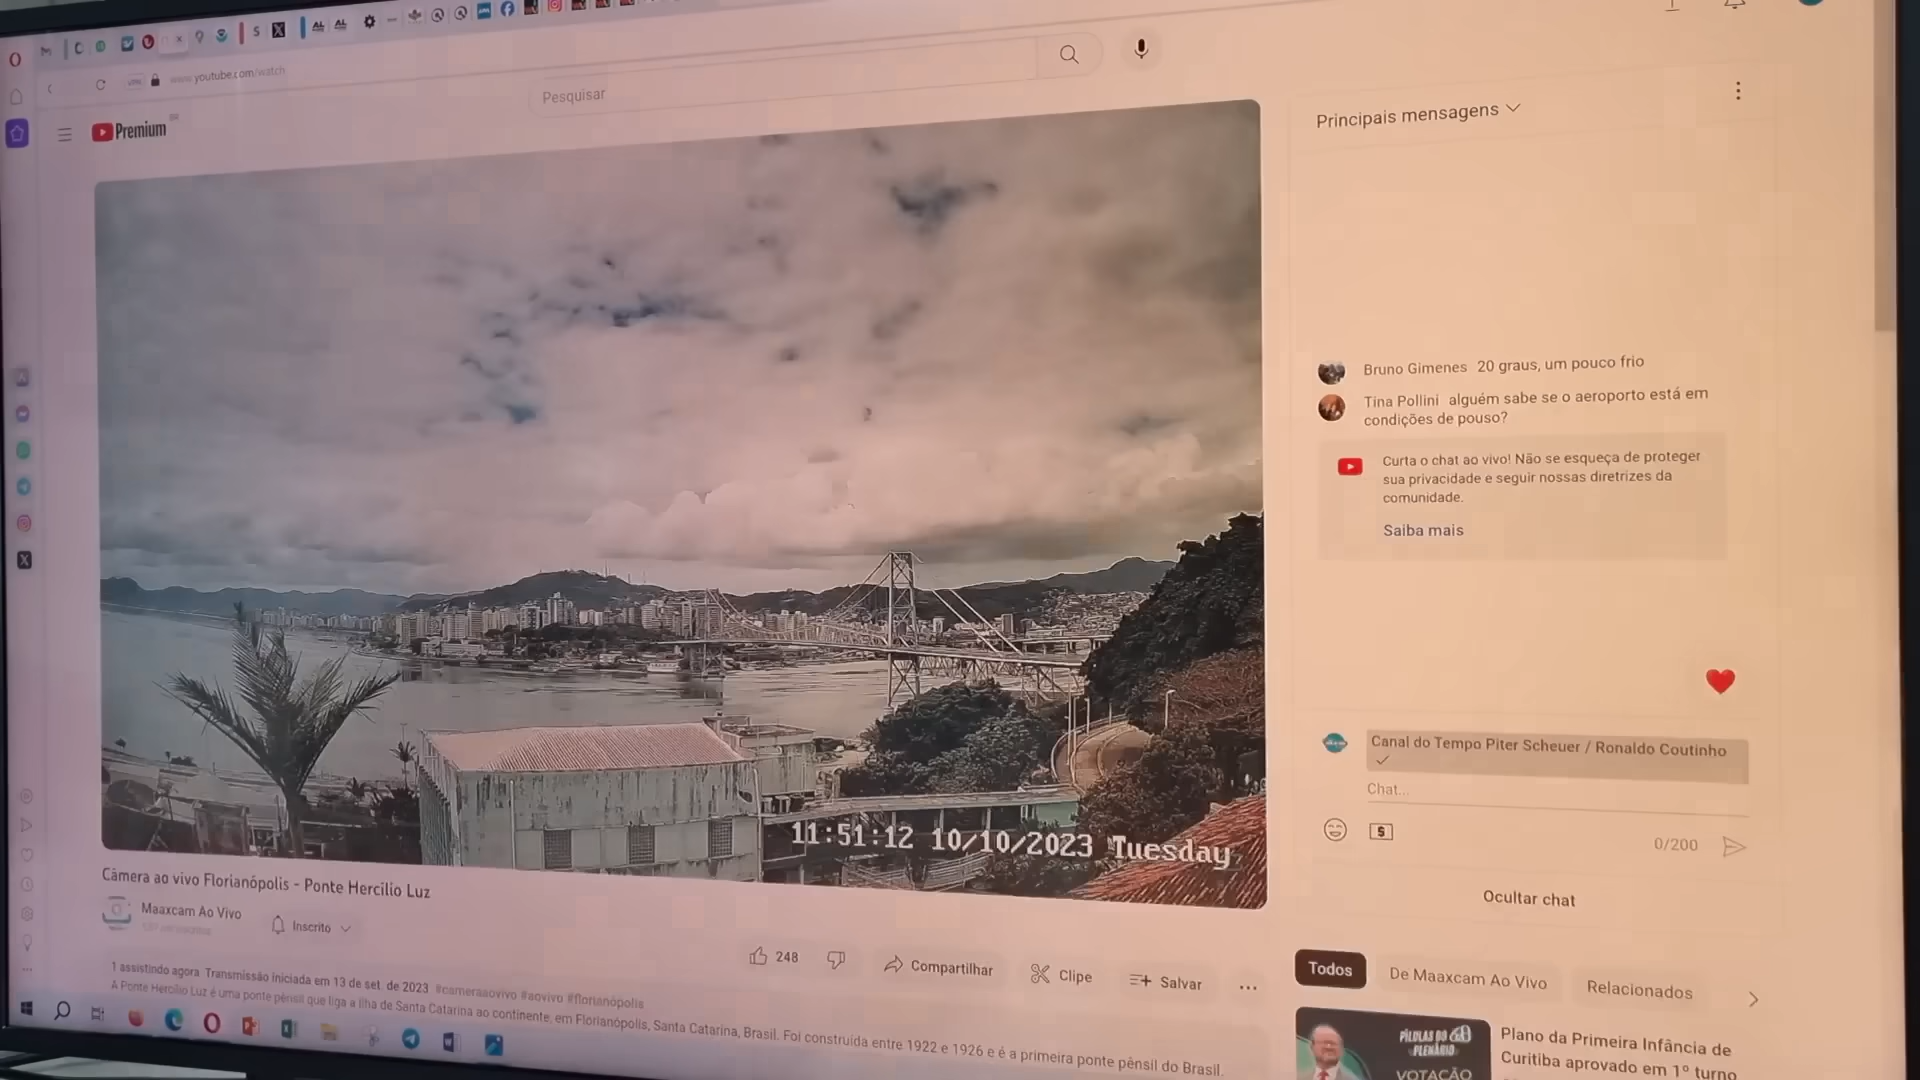 www.youtube.com/watch
Pesquisar
Premium
BR
Principais mensagens
Bruno Gimenes 20 graus, um pouco frio
Tina Pollini alguém sabe se o aeroporto está em
condições de pouso?
Curta o chat ao vivo! Não se esqueça de proteger
sua privacidade e seguir nossas diretrizes da
comunidade.
Saiba mais
Canal do Tempo Piter Scheuer / Ronaldo Coutinho
Chat...
0/200
Ocultar chat
11:51:12 10/10/2023 Tuesday
Câmera ao vivo Florianópolis - Ponte Hercílio Luz
Maaxcam Ao Vivo
Inscrito
248
Compartilhar
Clipe
Salvar
1 assistindo agora Transmissão iniciada em 13 de set. de 2023 #cameraaovivo #aovivo #florianópolis
A Ponte Hercílio Luz é uma ponte pênsil que liga a Ilha de Santa Catarina ao continente, em Florianópolis, Santa Catarina, Brasil. Foi construída entre 1922 e 1926 e é a primeira ponte pênsil do Brasil.
Todos
De Maaxcam Ao Vivo
Relacionados
PÍLULAS DO
PLENÁRIO
VOTAÇÃO
Plano da Primeira Infância de
Curitiba aprovado em 1º turno